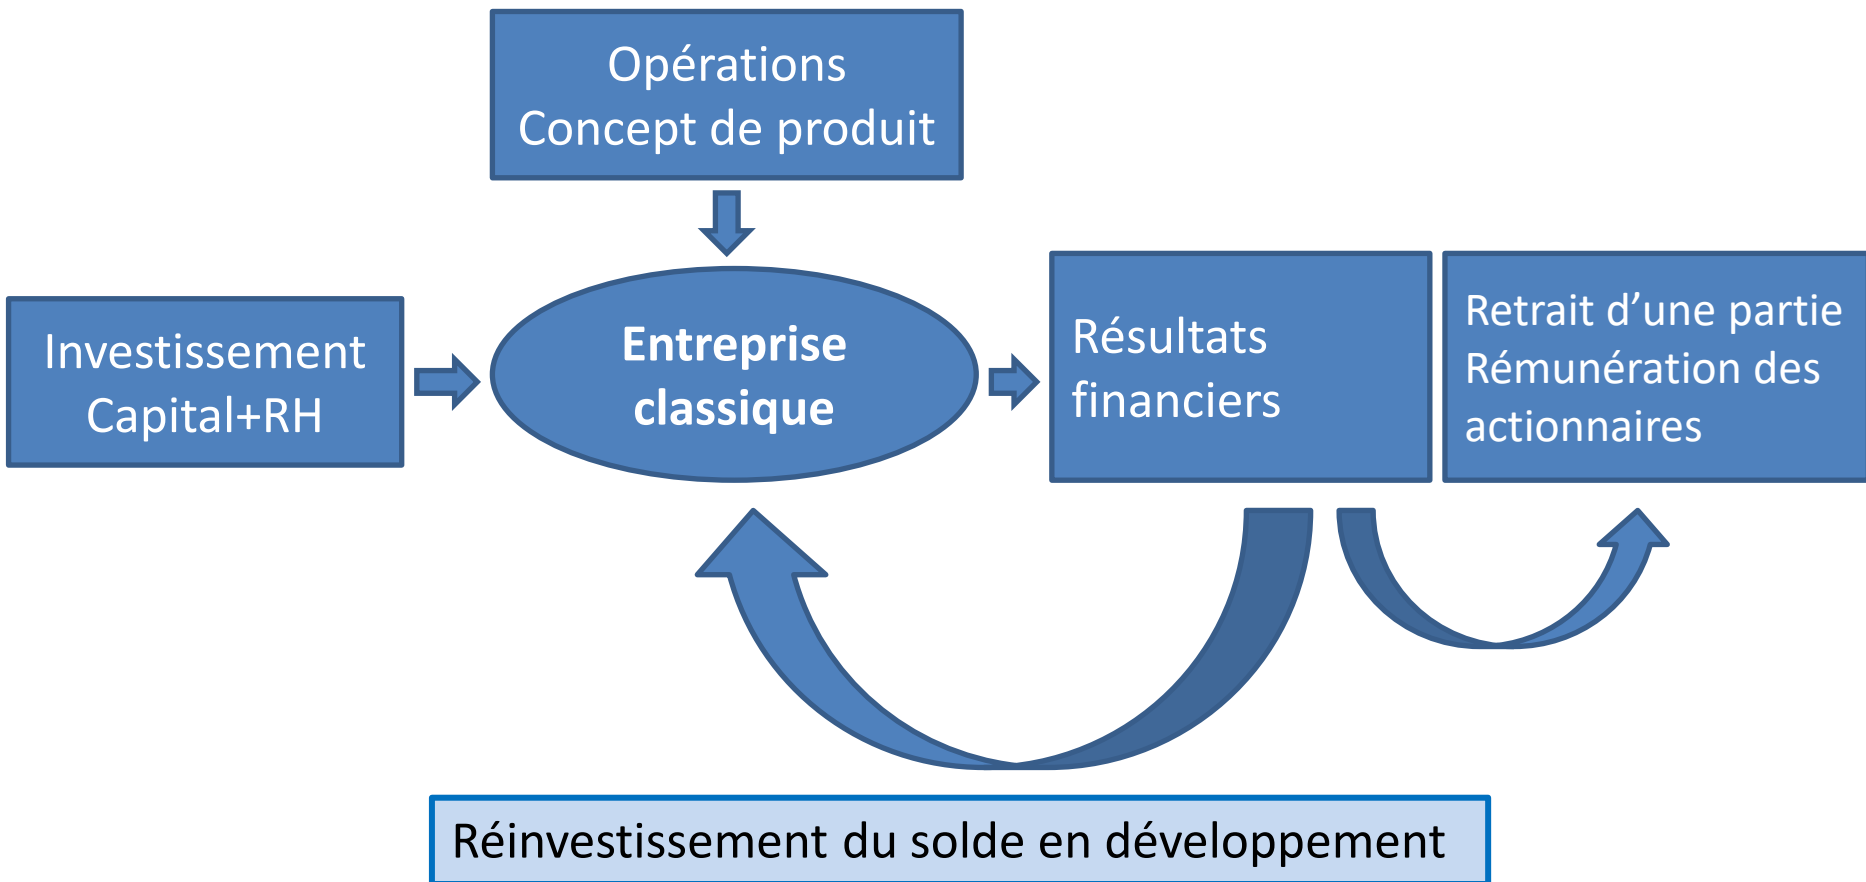 Opérations
Concept de produit
Investissement
Capital+RH
Entreprise
classique
Résultats
financiers
Retrait d’une partie
Rémunération des
actionnaires
Réinvestissement du solde en développement